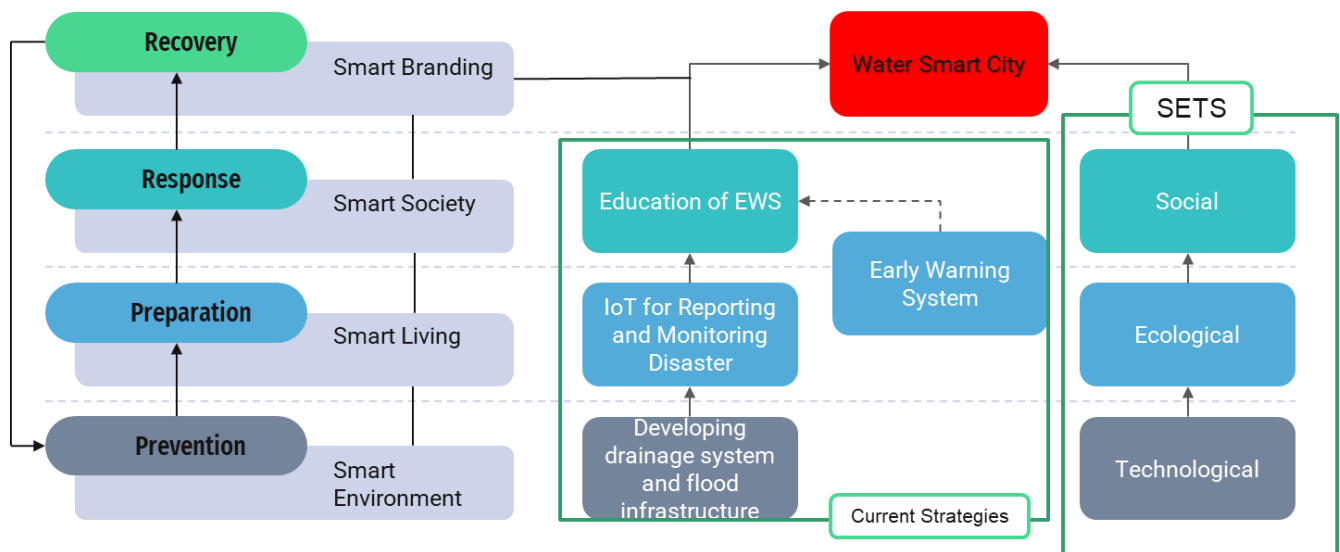 Recovery
Smart Branding
Water Smart City
SETS
Response
Smart Society
Education of EWS
Social
Preparation
Smart Living
IoT for Reporting
and Monitoring
Disaster
Early Warning
System
Ecological
Prevention
Smart
Environment
Developing
drainage system
and flood
infrastructure
Technological
Current Strategies